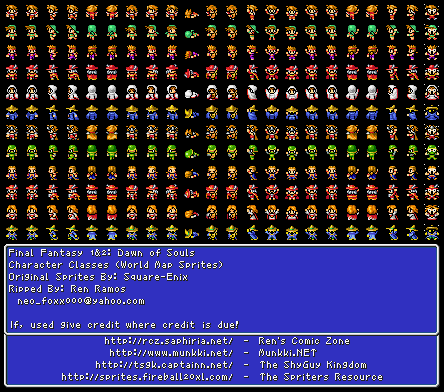 Final Fantasy 1&2: Dawn of Souls
Character Classes (World Map Sprites)
Original Sprites By: Square-Enix
Ripped By: Ren Ramos
neo_foxx000@yahoo.com
If, used give credit where credit is due!
http://rcz.saphiria.net/ - Ren's Comic Zone
http://www.munkki.net/ - Munkki.NET
http://tsgk.captainn.net/ - The ShyGuy Kingdom
http://sprites.fireball20xl.com/ - The Spriters Resource